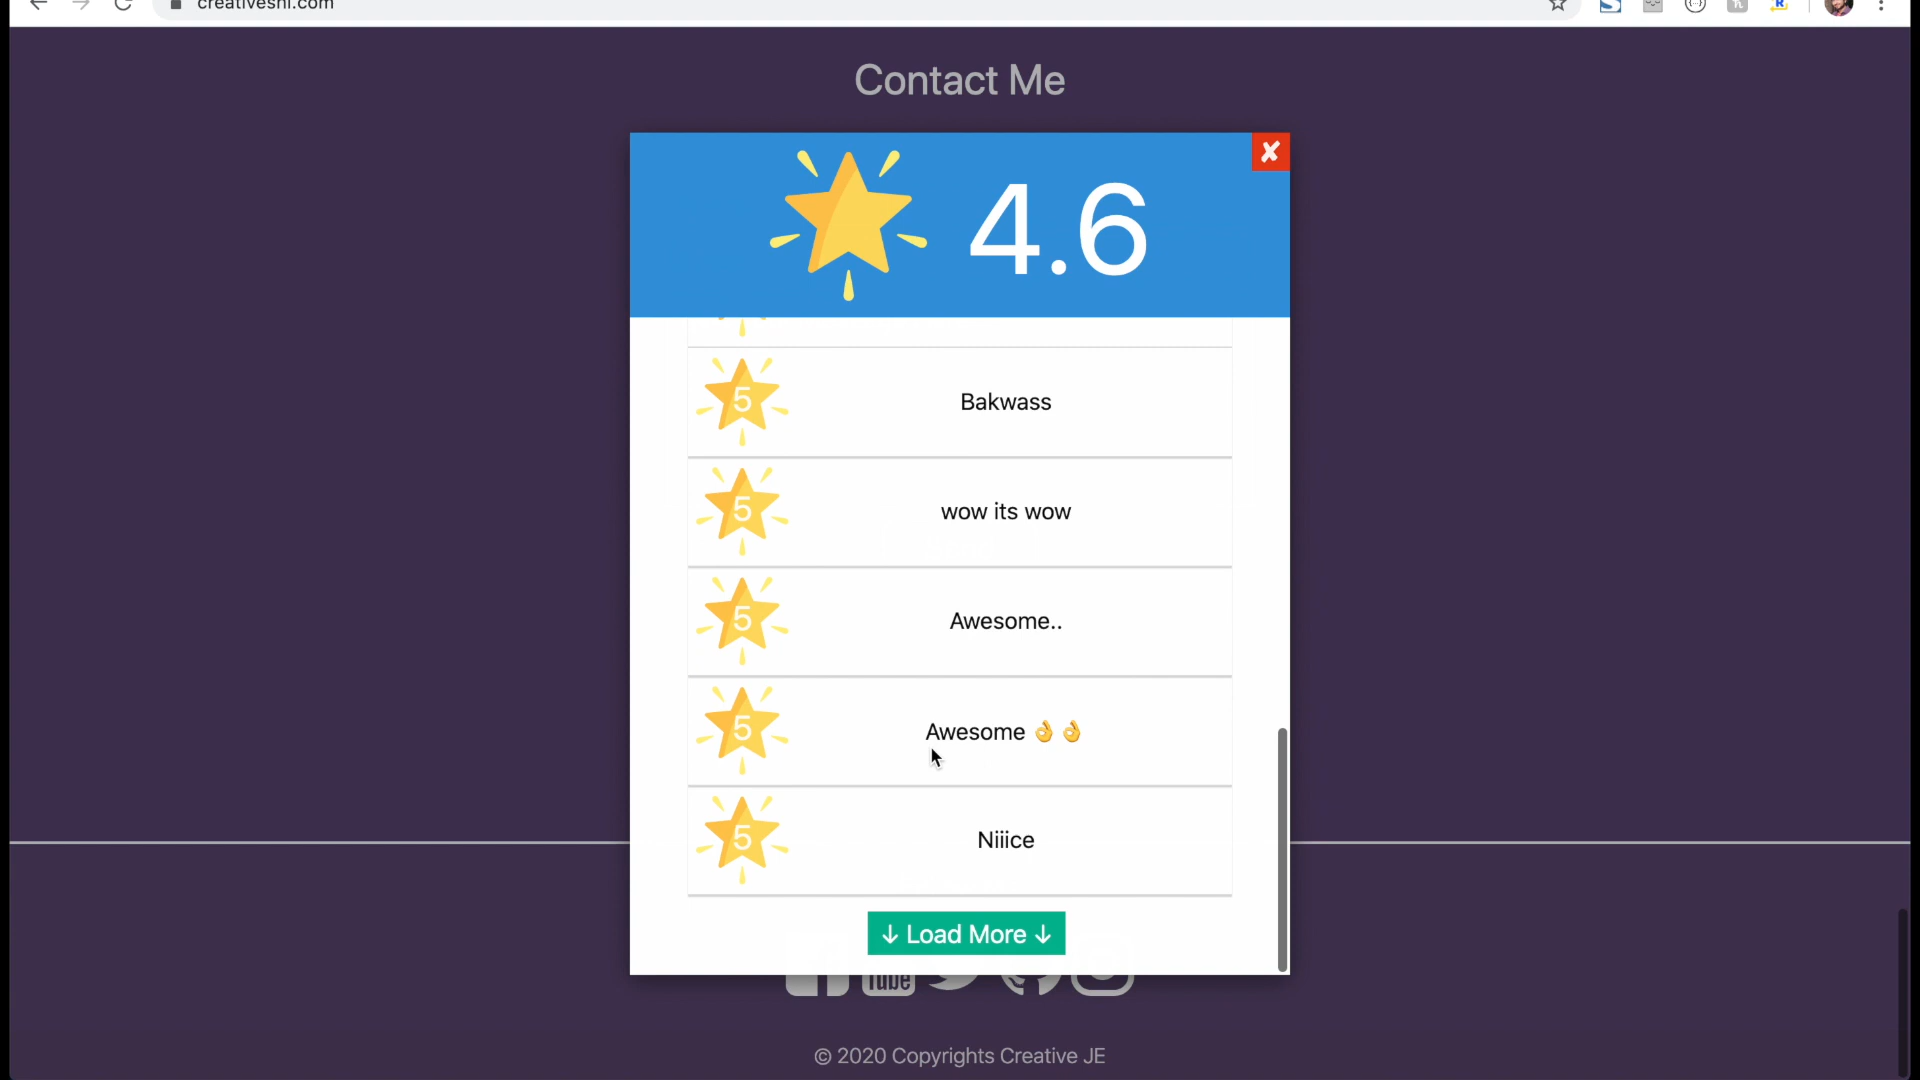 creativeshi.com
Contact Me
✘
4.6
5 Bakwass
5 wow its wow
5 Awesome..
5 Awesome 👌👌
5 Niiice
↓ Load More ↓
Tube
© 2020 Copyrights Creative JE